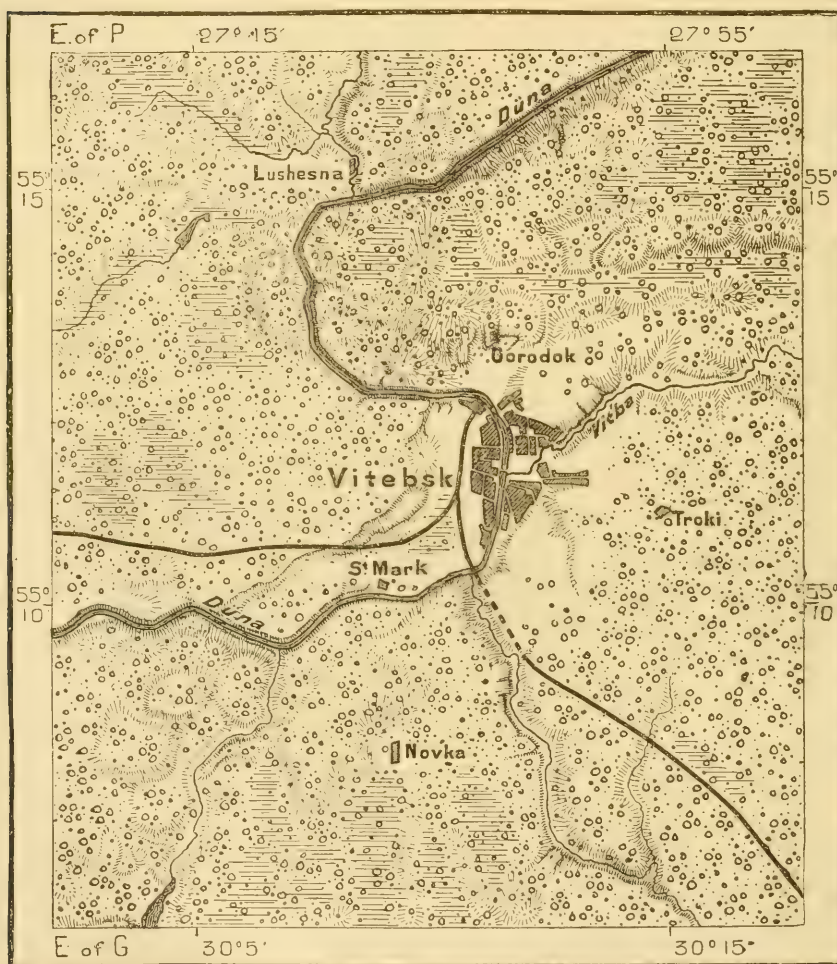 E. of P 27° 15' 27° 55'
Düna
Lushesna
55° 15
55° 15
Gorodok
Vitba
Vitebsk
Troki
St Mark
55° 10
55° 10
Düna
Novka
E of G 30° 5' 30° 15'